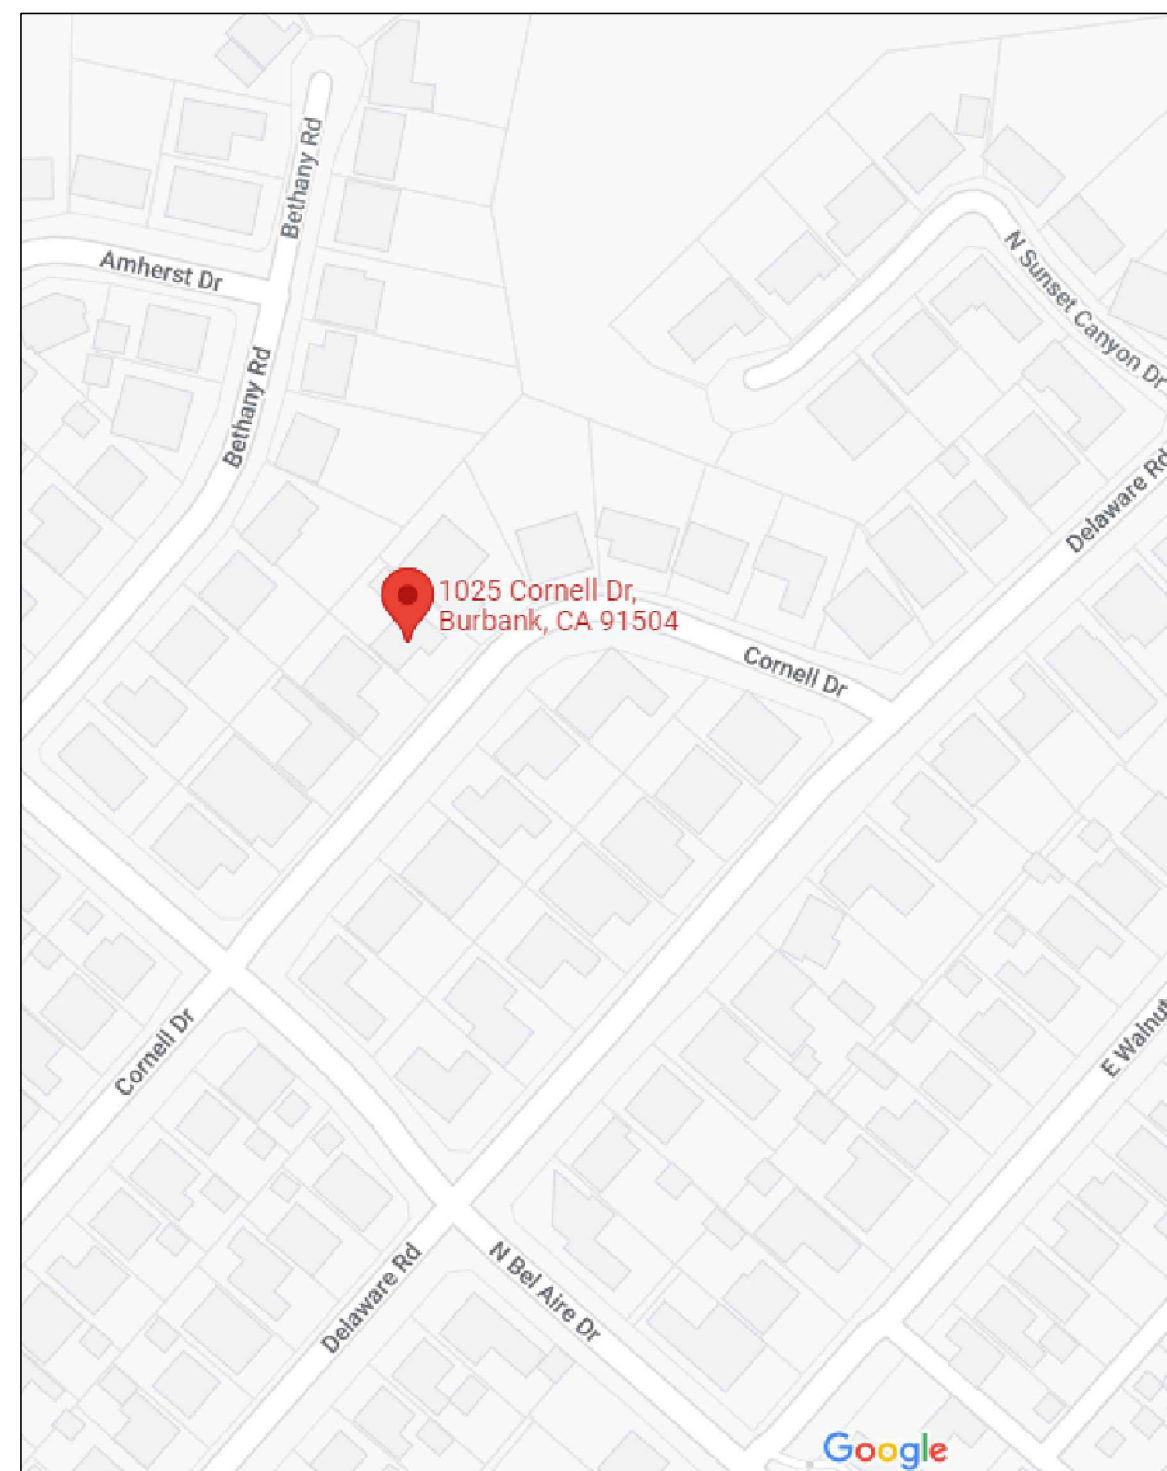 Bethany Rd
Amherst Dr
N Sunset Canyon Dr
Bethany Rd
Delaware Rd
1025 Cornell Dr,
Burbank, CA 91504
Cornell Dr
E Walnut
Cornell Dr
Delaware Rd
N Bel Aire Dr
Google